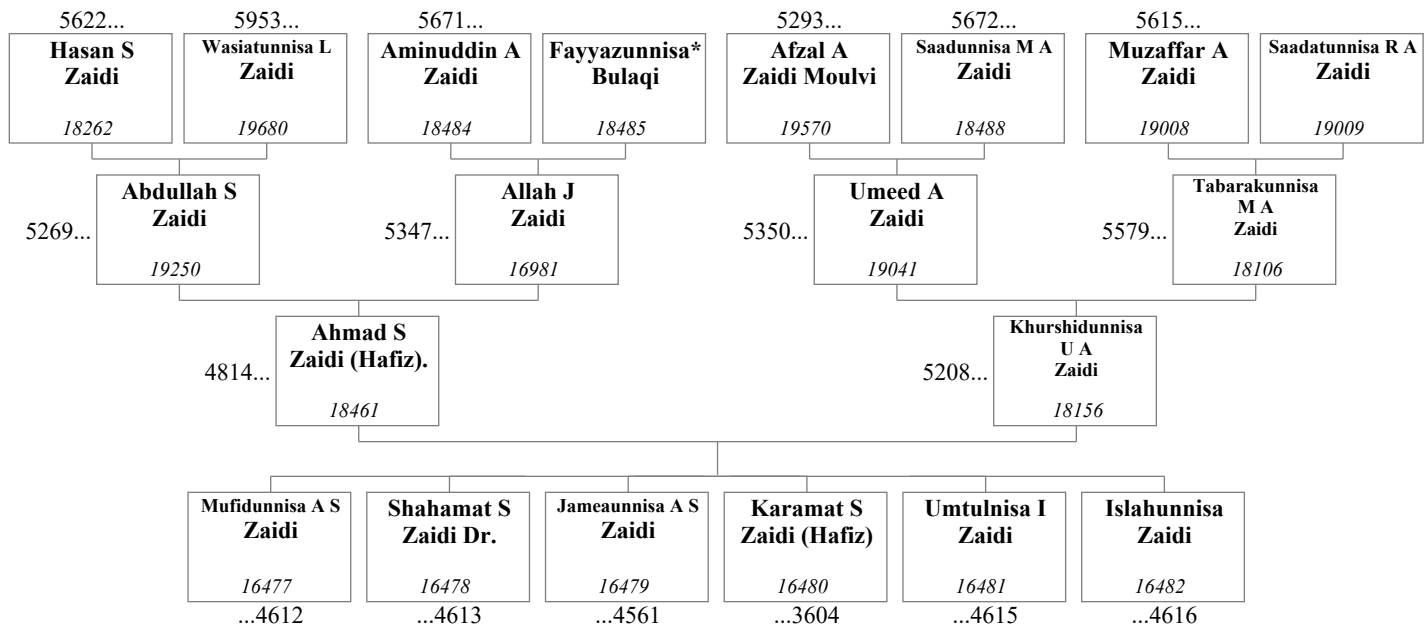 5622... 5953... 5671... 5293... 5672... 5615...
Hasan S
Zaidi
18262
Wasiatunnisa L
Zaidi
19680
Aminuddin A
Zaidi
18484
Fayyazunnisa*
Bulaqi
18485
Afzal A
Zaidi Moulvi
19570
Saadunnisa M A
Zaidi
18488
Muzaffar A
Zaidi
19008
Saadatunnisa R A
Zaidi
19009
5269...
Abdullah S
Zaidi
19250
5347...
Allah J
Zaidi
16981
5350...
Umeed A
Zaidi
19041
5579...
Tabarakunnisa
M A
Zaidi
18106
4814...
Ahmad S
Zaidi (Hafiz).
18461
5208...
Khurshidunnisa
U A
Zaidi
18156
Mufidunnisa A S
Zaidi
16477
...4612
Shahamat S
Zaidi Dr.
16478
...4613
Jameaunnisa A S
Zaidi
16479
...4561
Karamat S
Zaidi (Hafiz)
16480
...3604
Umtulnisa I
Zaidi
16481
...4615
Islahunnisa
Zaidi
16482
...4616